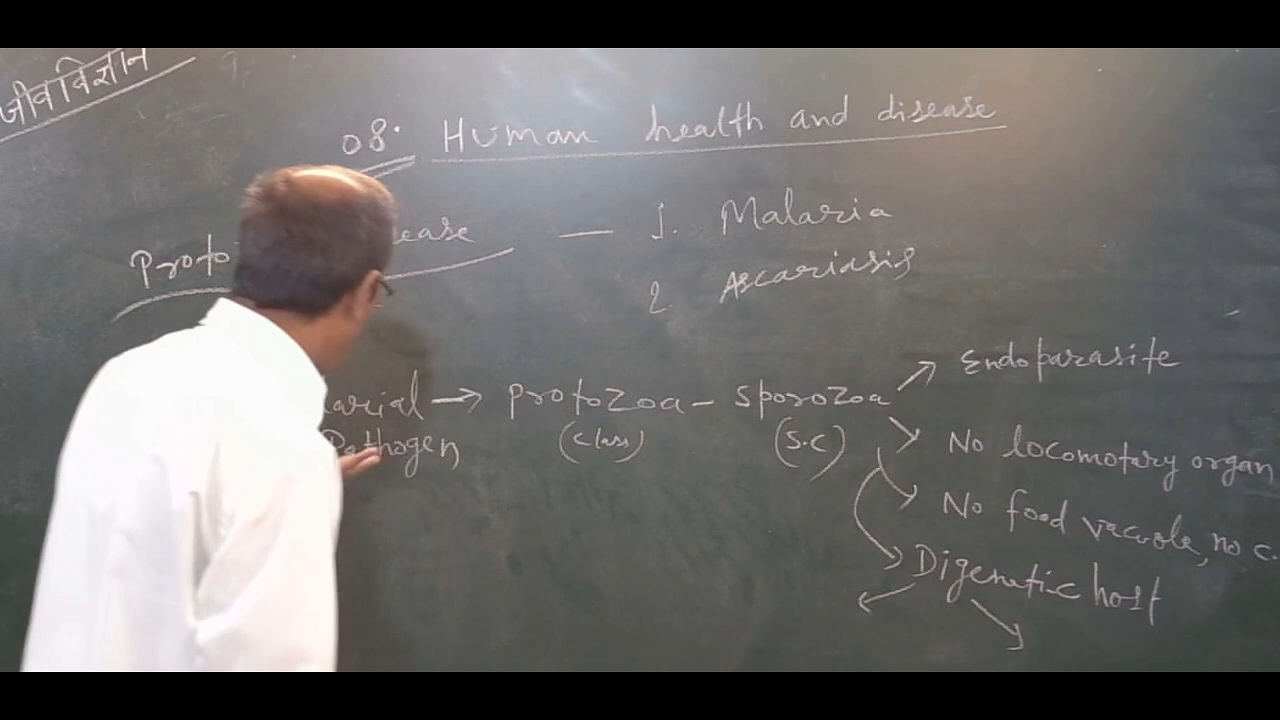 जीवविज्ञान
08. Human health and disease
Proto ease — 1. Malaria
2. Ascariasis
arial → Protozoa – Sporozoa → Endoparasite
Pathogen (Class) (S.C)
No locomotary organ
No food vacuole, no c.
Digenetic host